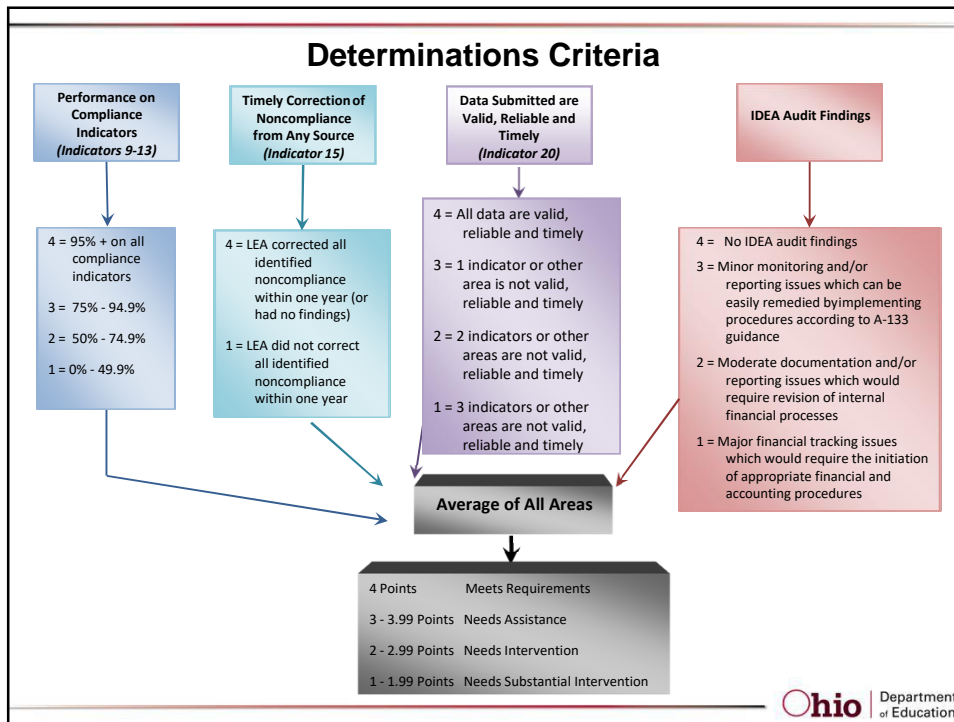 Determinations Criteria
Performance on
Compliance
Indicators
(Indicators 9-13)
Timely Correction of
Noncompliance
from Any Source
(Indicator 15)
Data Submitted are
Valid, Reliable and
Timely
(Indicator 20)
IDEA Audit Findings
4 = 95% + on all
compliance
indicators
3 = 75% - 94.9%
2 = 50% - 74.9%
1 = 0% - 49.9%
4 = LEA corrected all
identified
noncompliance
within one year (or
had no findings)
1 = LEA did not correct
all identified
noncompliance
within one year
4 = All data are valid,
reliable and timely
3 = 1 indicator or other
area is not valid,
reliable and timely
2 = 2 indicators or other
areas are not valid,
reliable and timely
1 = 3 indicators or other
areas are not valid,
reliable and timely
4 = No IDEA audit findings
3 = Minor monitoring and/or
reporting issues which can be
easily remedied byimplementing
procedures according to A-133
guidance
2 = Moderate documentation and/or
reporting issues which would
require revision of internal
financial processes
1 = Major financial tracking issues
which would require the initiation
of appropriate financial and
accounting procedures
Average of All Areas
4 Points Meets Requirements
3 - 3.99 Points Needs Assistance
2 - 2.99 Points Needs Intervention
1 - 1.99 Points Needs Substantial Intervention
Ohio
Department
of Education